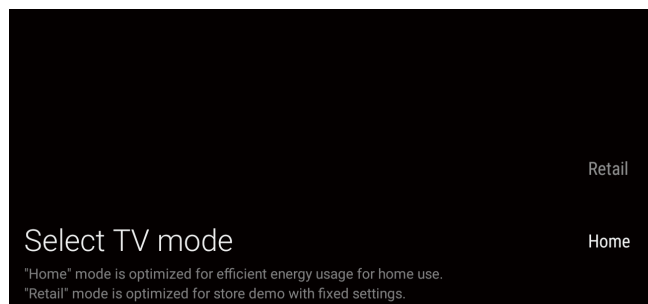 Retail
Select TV mode
Home
"Home" mode is optimized for efficient energy usage for home use.
"Retail" mode is optimized for store demo with fixed settings.